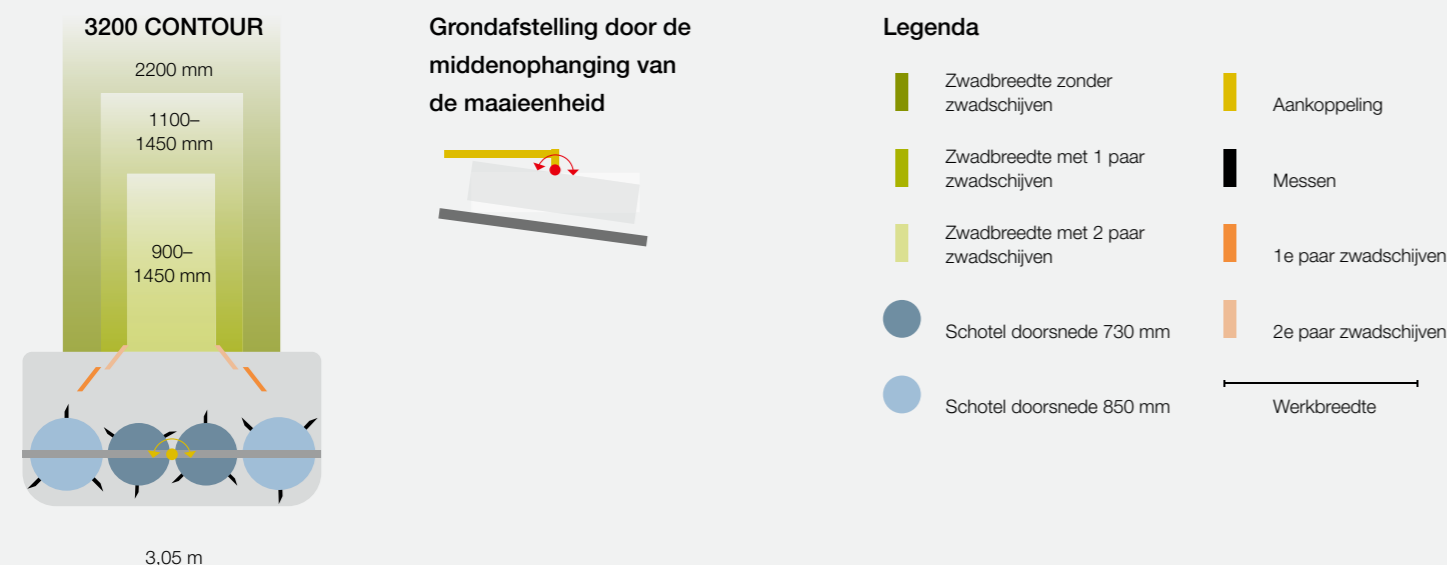 3200 CONTOUR
2200 mm
1100–
1450 mm
900–
1450 mm
3,05 m
Grondafstelling door de
middenophanging van
de maaieenheid
Legenda
Zwadbreedte zonder
zwadschijven
Zwadbreedte met 1 paar
zwadschijven
Zwadbreedte met 2 paar
zwadschijven
Schotel doorsnede 730 mm
Schotel doorsnede 850 mm
Aankoppeling
Messen
1e paar zwadschijven
2e paar zwadschijven
Werkbreedte